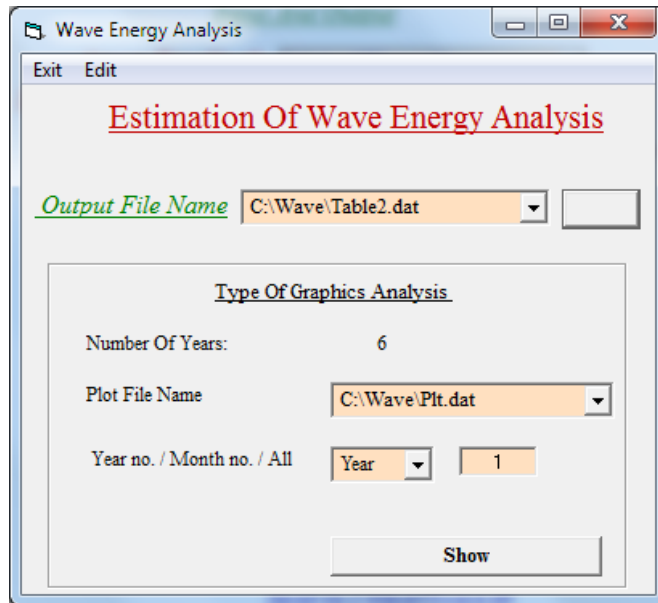 Wave Energy Analysis
Exit Edit
Estimation Of Wave Energy Analysis
Output File Name C:\Wave\Table2.dat
Type Of Graphics Analysis
Number Of Years: 6
Plot File Name C:\Wave\Plt.dat
Year no. / Month no. / All Year 1
Show